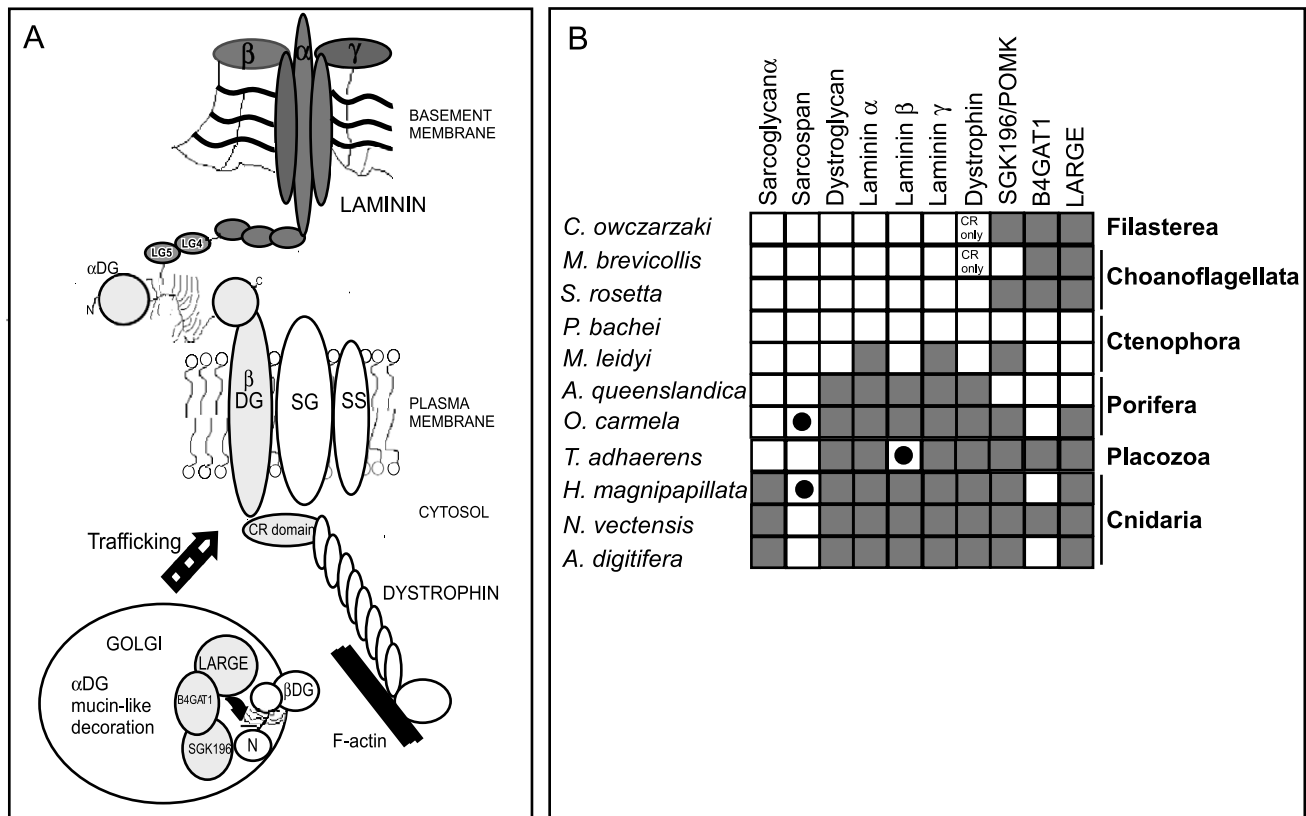 A
β
α
γ
BASEMENT
MEMBRANE
LAMININ
LG5
LG4
αDG
N
C
β
DG
SG
SS
PLASMA
MEMBRANE
CYTOSOL
CR domain
Trafficking
DYSTROPHIN
GOLGI
LARGE
αDG
mucin-like
decoration
B4GAT1
βDG
SGK196
N
F-actin
B
Sarcoglycanα
Sarcospan
Dystroglycan
Laminin α
Laminin β
Laminin γ
Dystrophin
SGK196/POMK
B4GAT1
LARGE
C. owczarzaki
CR
only
Filasterea
M. brevicollis
CR
only
Choanoflagellata
S. rosetta
P. bachei
Ctenophora
M. leidyi
A. queenslandica
Porifera
O. carmela
T. adhaerens
Placozoa
H. magnipapillata
N. vectensis
Cnidaria
A. digitifera